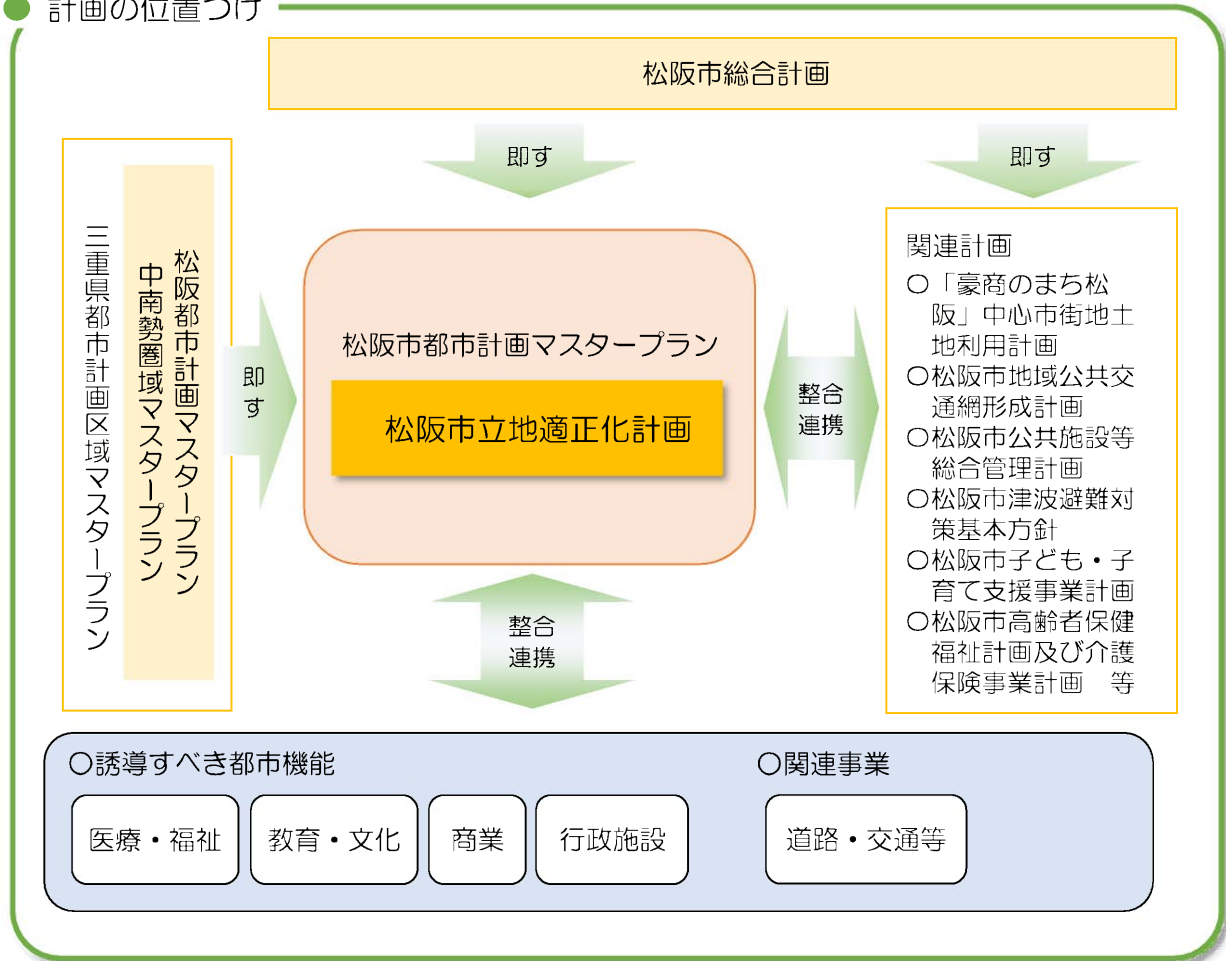 計画の位置づけ
松阪市総合計画
即す
即す
三重県都市計画区域マスタープラン
松阪都市計画マスタープラン
中南勢圏域マスタープラン
即す
松阪市都市計画マスタープラン
松阪市立地適正化計画
整合
連携
関連計画
○「豪商のまち松
阪」中心市街地土
地利用計画
○松阪市地域公共交
通網形成計画
○松阪市公共施設等
総合管理計画
○松阪市津波避難対
策基本方針
○松阪市子ども・子
育て支援事業計画
○松阪市高齢者保健
福祉計画及び介護
保険事業計画　等
整合
連携
○誘導すべき都市機能
医療・福祉
教育・文化
商業
行政施設
○関連事業
道路・交通等